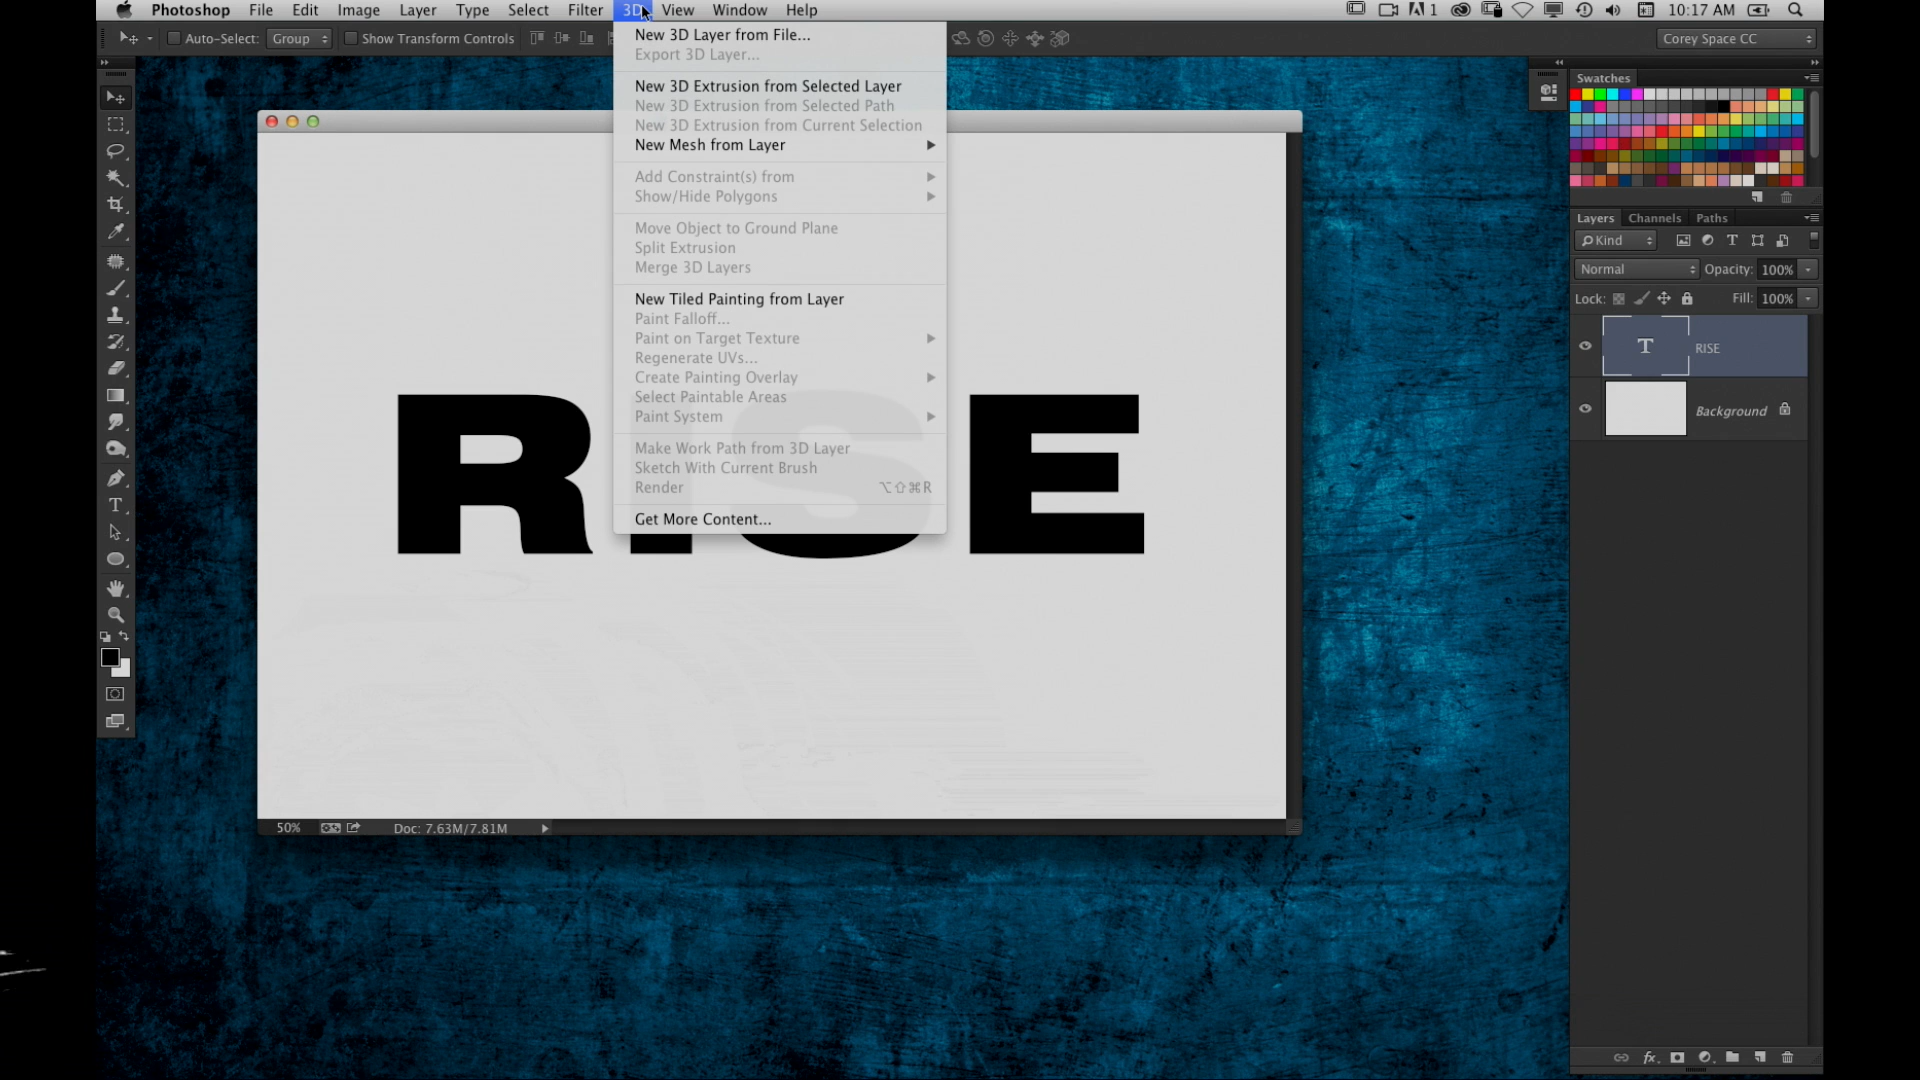 Photoshop File Edit Image Layer Type Select Filter 3D View Window Help 1 10:17 AM
Auto-Select: Group Show Transform Controls Corey Space CC
New 3D Layer from File...
Export 3D Layer...
New 3D Extrusion from Selected Layer
New 3D Extrusion from Selected Path
New 3D Extrusion from Current Selection
New Mesh from Layer
Add Constraint(s) from
Show/Hide Polygons
Move Object to Ground Plane
Split Extrusion
Merge 3D Layers
New Tiled Painting from Layer
Paint Falloff...
Paint on Target Texture
Regenerate UVs...
Create Painting Overlay
Select Paintable Areas
Paint System
Make Work Path from 3D Layer
Sketch With Current Brush
Render ⌥⇧⌘R
Get More Content...
RISE
50% Doc: 7.63M/7.81M
Swatches
Layers Channels Paths
Kind
Normal Opacity: 100%
Lock: Fill: 100%
T RISE
Background